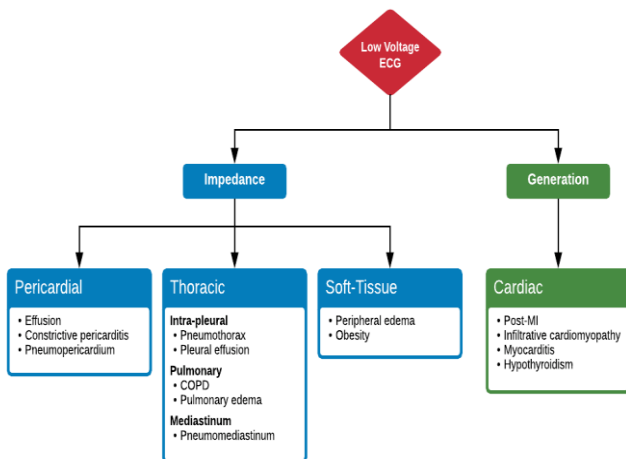 Low Voltage
ECG
Impedance
Generation
Pericardial
• Effusion
• Constrictive pericarditis
• Pneumopericardium
Thoracic
Intra-pleural
• Pneumothorax
• Pleural effusion
Pulmonary
• COPD
• Pulmonary edema
Mediastinum
• Pneumomediastinum
Soft-Tissue
• Peripheral edema
• Obesity
Cardiac
• Post-MI
• Infiltrative cardiomyopathy
• Myocarditis
• Hypothyroidism